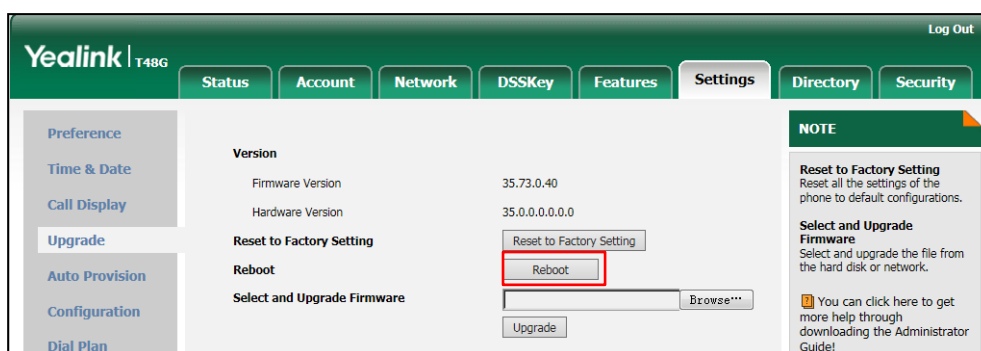 Log Out
Yealink | T48G
Status Account Network DSSKey Features Settings Directory Security
Preference
Time & Date
Call Display
Upgrade
Auto Provision
Configuration
Dial Plan
Version
Firmware Version 35.73.0.40
Hardware Version 35.0.0.0.0.0.0
Reset to Factory Setting Reset to Factory Setting
Reboot Reboot
Select and Upgrade Firmware Browse···
Upgrade
NOTE
Reset to Factory Setting
Reset all the settings of the
phone to default configurations.
Select and Upgrade
Firmware
Select and upgrade the file from
the hard disk or network.
You can click here to get
more help through
downloading the Administrator
Guide!